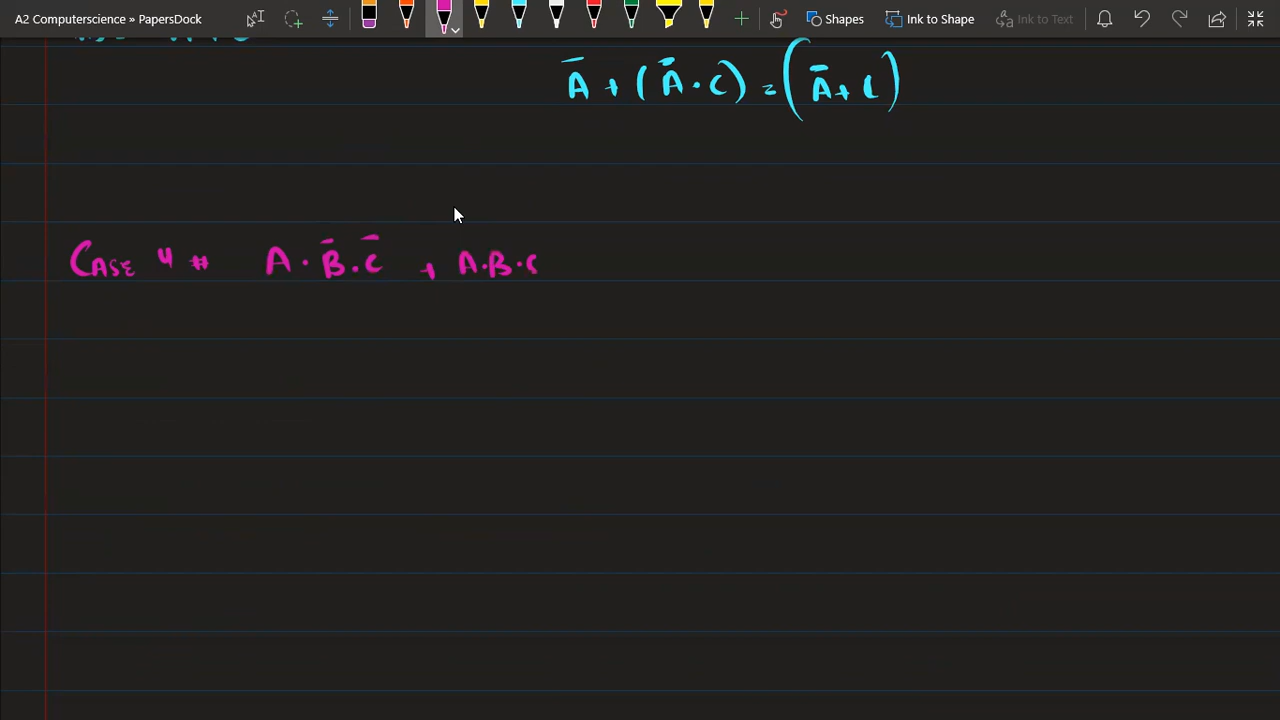 A2 Computerscience » PapersDock
Shapes
Ink to Shape
Ink to Text
A̅ + (A̅ · C) = (A̅ + C)
CASE 4 # A · B̅ · C̅ + A·B·C